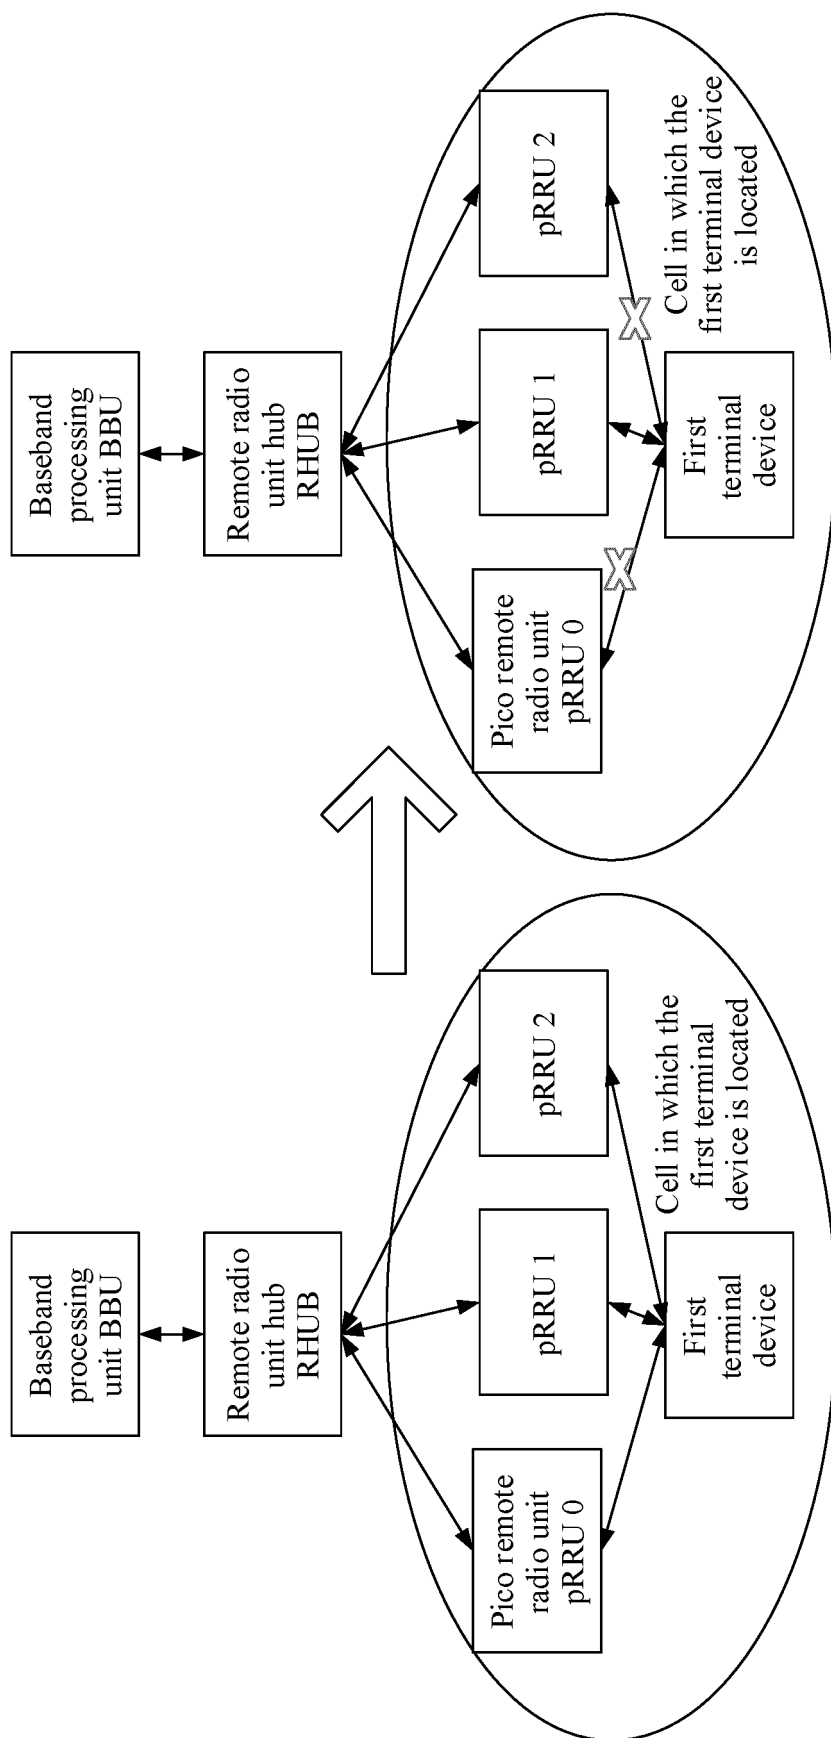 Baseband
processing
unit BBU
Remote radio
unit hub
RHUB
Pico remote
radio unit
pRRU 0
pRRU 1
pRRU 2
First
terminal
device
Cell in which the
first terminal
device is located
Baseband
processing
unit BBU
Remote radio
unit hub
RHUB
Pico remote
radio unit
pRRU 0
pRRU 1
pRRU 2
X
X
First
terminal
device
Cell in which the
first terminal device
is located